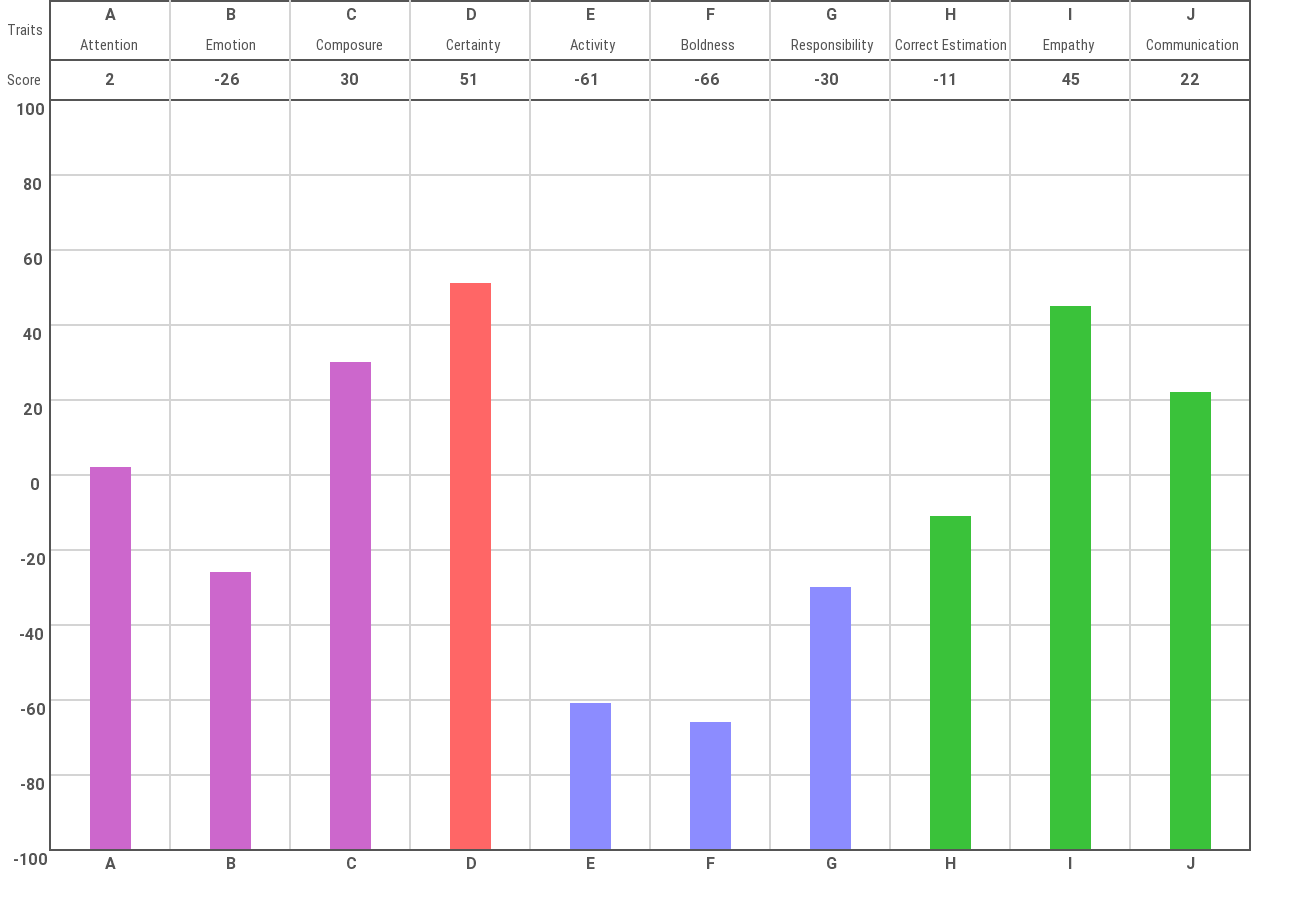 A B C D E F G H I J
Traits
Attention Emotion Composure Certainty Activity Boldness Responsibility Correct Estimation Empathy Communication
Score 2 -26 30 51 -61 -66 -30 -11 45 22
100
80
60
40
20
0
-20
-40
-60
-80
-100
A B C D E F G H I J